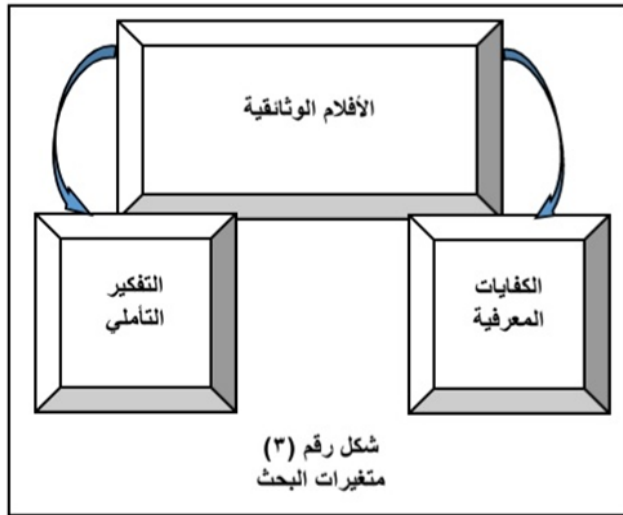 الأفلام الوثائقية
الكفايات
المعرفية
التفكير
التأملي
شكل رقم (٣)
متغيرات البحث